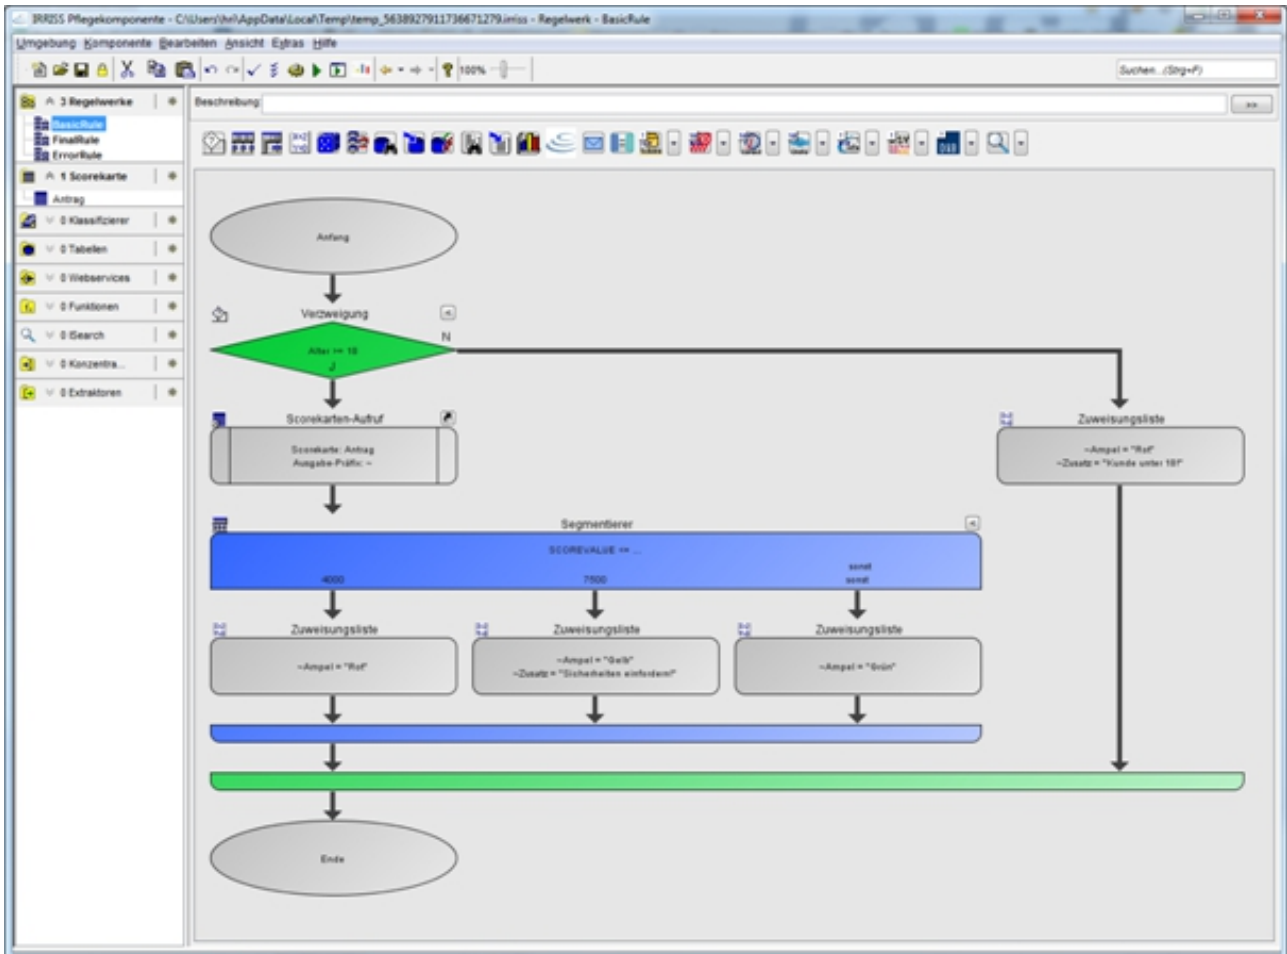 IRRISS Pflegekomponente - C:\Users\hri\AppData\Local\Temp\temp_5638927911736671279.irriss - Regelwerk - BasicRule
Umgebung Komponente Bearbeiten Ansicht Extras Hilfe
100%
Suchen...(Strg+F)
3 Regelwerke
BasicRule
FinalRule
ErrorRule
1 Scorekarte
Antrag
0 Klassifizierer
0 Tabellen
0 Webservices
0 Funktionen
0 ISearch
0 Konzentra...
0 Extraktoren
Beschreibung
>>
Anfang
Verzweigung
<
N
Alter >= 18
J
Scorekarten-Aufruf
Scorekarte: Antrag
Ausgabe-Präfix: ~
Zuweisungsliste
~Ampel = "Rot"
~Zusatz = "Kunde unter 18!"
Segmentierer
<
SCOREVALUE <= ...
sonst
4000 7500 sonst
Zuweisungsliste Zuweisungsliste Zuweisungsliste
~Ampel = "Rot"
~Ampel = "Gelb"
~Zusatz = "Sicherheiten einfordern!"
~Ampel = "Grün"
Ende